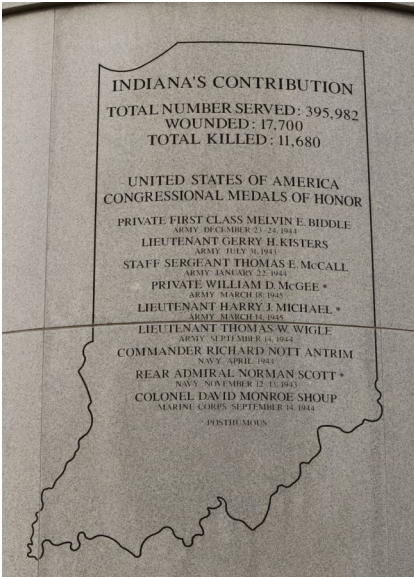 INDIANA'S CONTRIBUTION
TOTAL NUMBER SERVED: 395,982
WOUNDED: 17,700
TOTAL KILLED: 11,680
UNITED STATES OF AMERICA
CONGRESSIONAL MEDALS OF HONOR
PRIVATE FIRST CLASS MELVIN E. BIDDLE
ARMY DECEMBER 23-24, 1944
LIEUTENANT GERRY H. KISTERS
ARMY JULY 31, 1943
STAFF SERGEANT THOMAS E. McCALL
ARMY JANUARY 22, 1944
PRIVATE WILLIAM D. McGEE *
ARMY MARCH 18, 1945
LIEUTENANT HARRY J. MICHAEL *
ARMY MARCH 14, 1945
LIEUTENANT THOMAS W. WIGLE
ARMY SEPTEMBER 14, 1944
COMMANDER RICHARD NOTT ANTRIM
NAVY APRIL 1943
REAR ADMIRAL NORMAN SCOTT *
NAVY NOVEMBER 12-13, 1943
COLONEL DAVID MONROE SHOUP
MARINE CORPS SEPTEMBER 14, 1944
* POSTHUMOUS